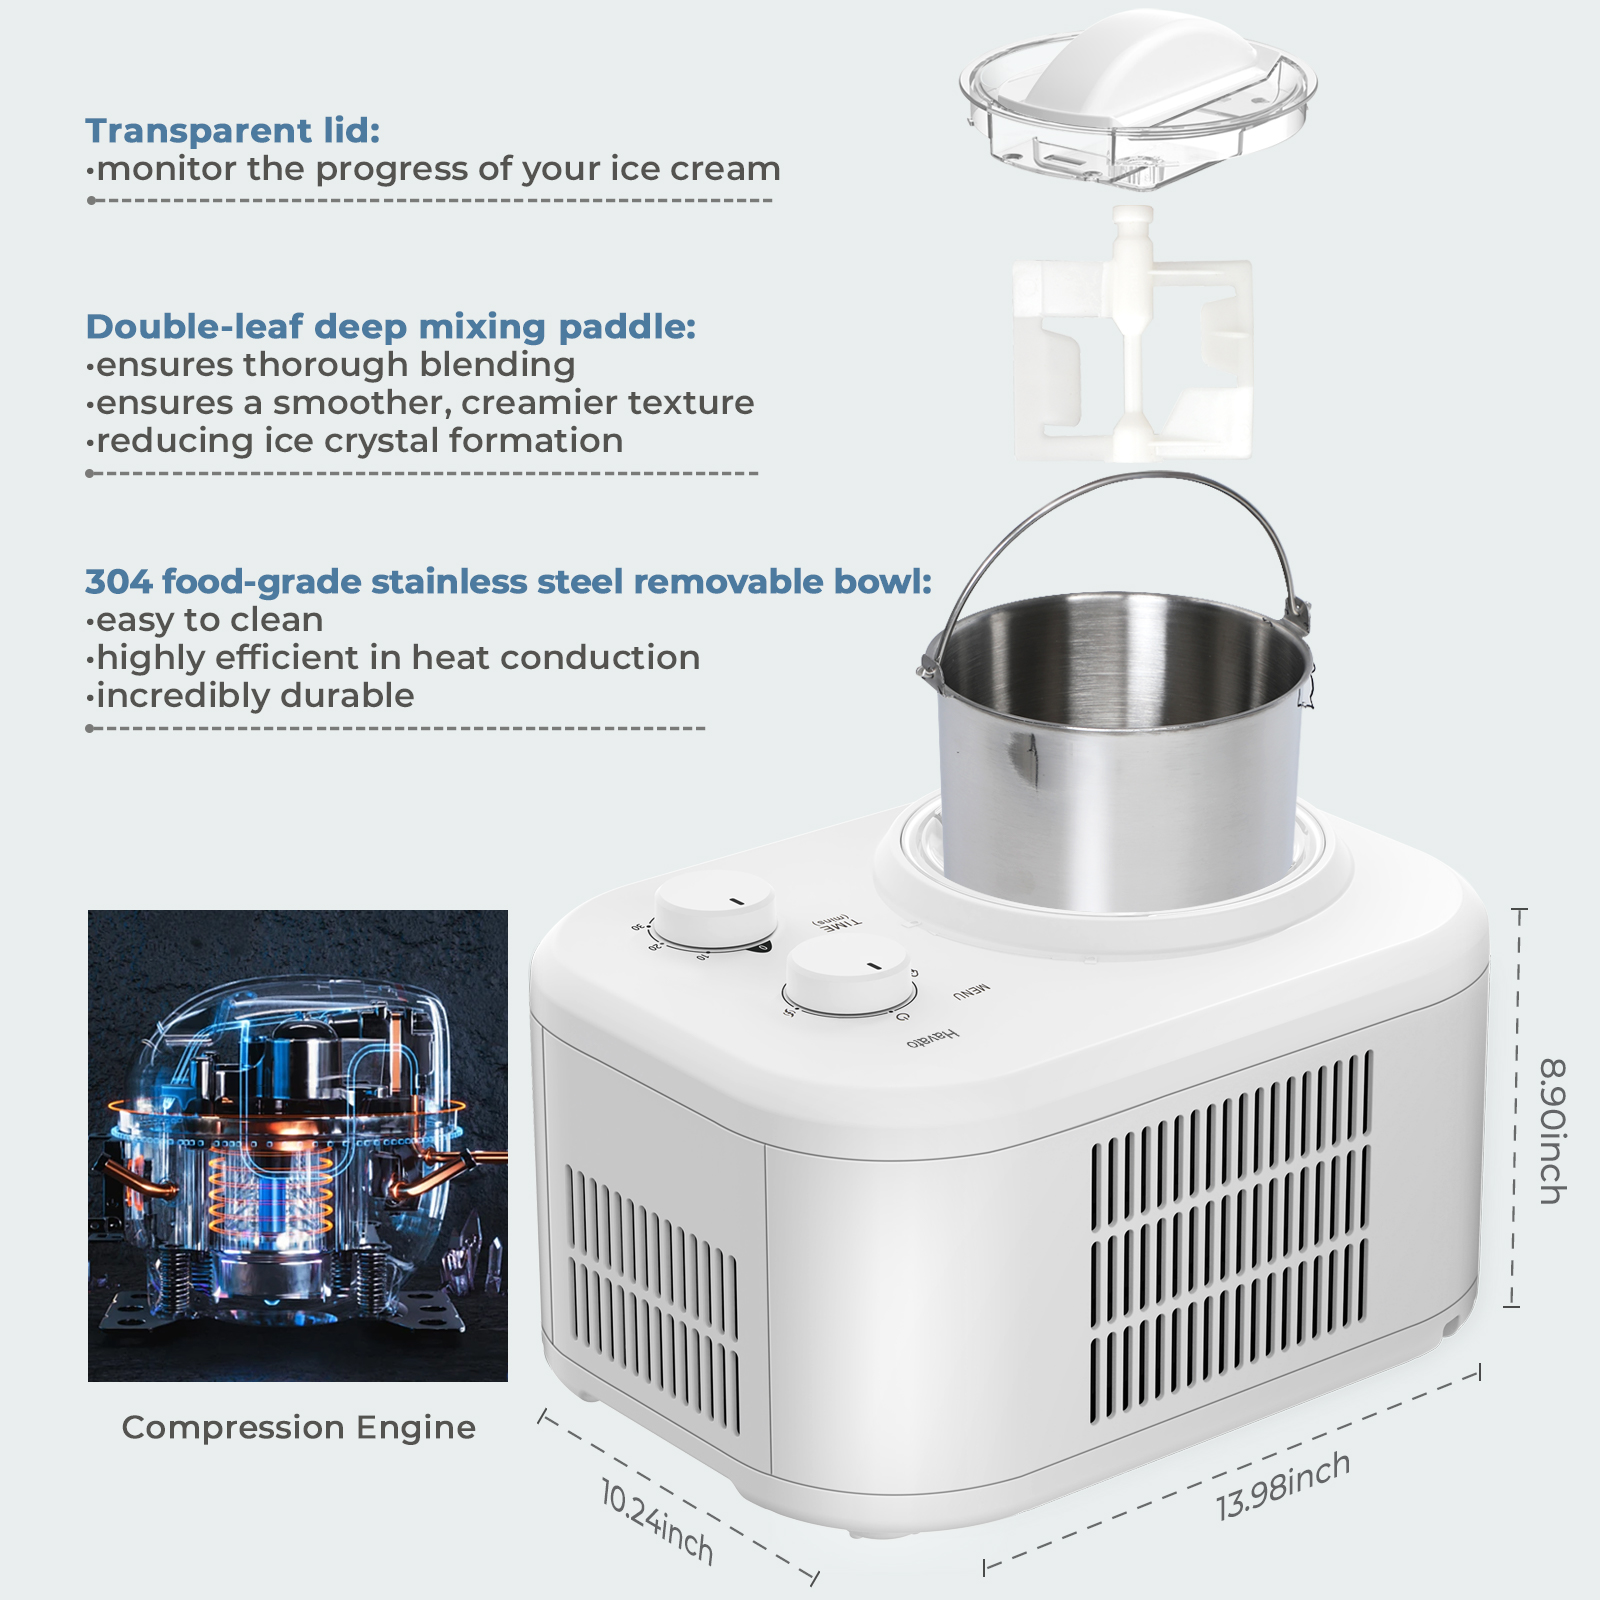 Transparent lid:
•monitor the progress of your ice cream
Double-leaf deep mixing paddle:
•ensures thorough blending
•ensures a smoother, creamier texture
•reducing ice crystal formation
304 food-grade stainless steel removable bowl:
•easy to clean
•highly efficient in heat conduction
•incredibly durable
TIME
(mins)
0
10
20
30
MENU
Havato
8.90inch
13.98inch
10.24inch
Compression Engine